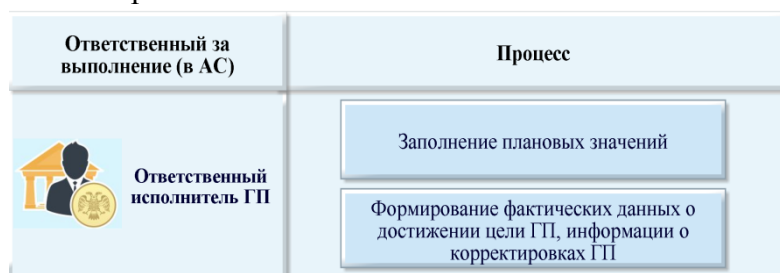 Ответственный за
выполнение (в АС)
Процесс
Ответственный
исполнитель ГП
Заполнение плановых значений
Формирование фактических данных о
достижении цели ГП, информации о
корректировках ГП